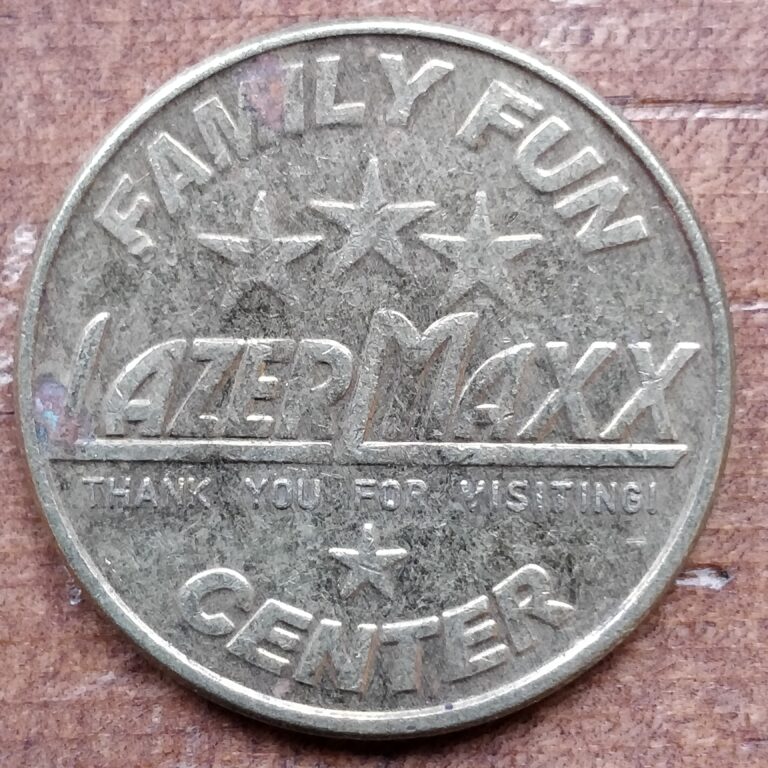 FAMILY FUN
LAZERMAXX
THANK YOU FOR VISITING!
CENTER